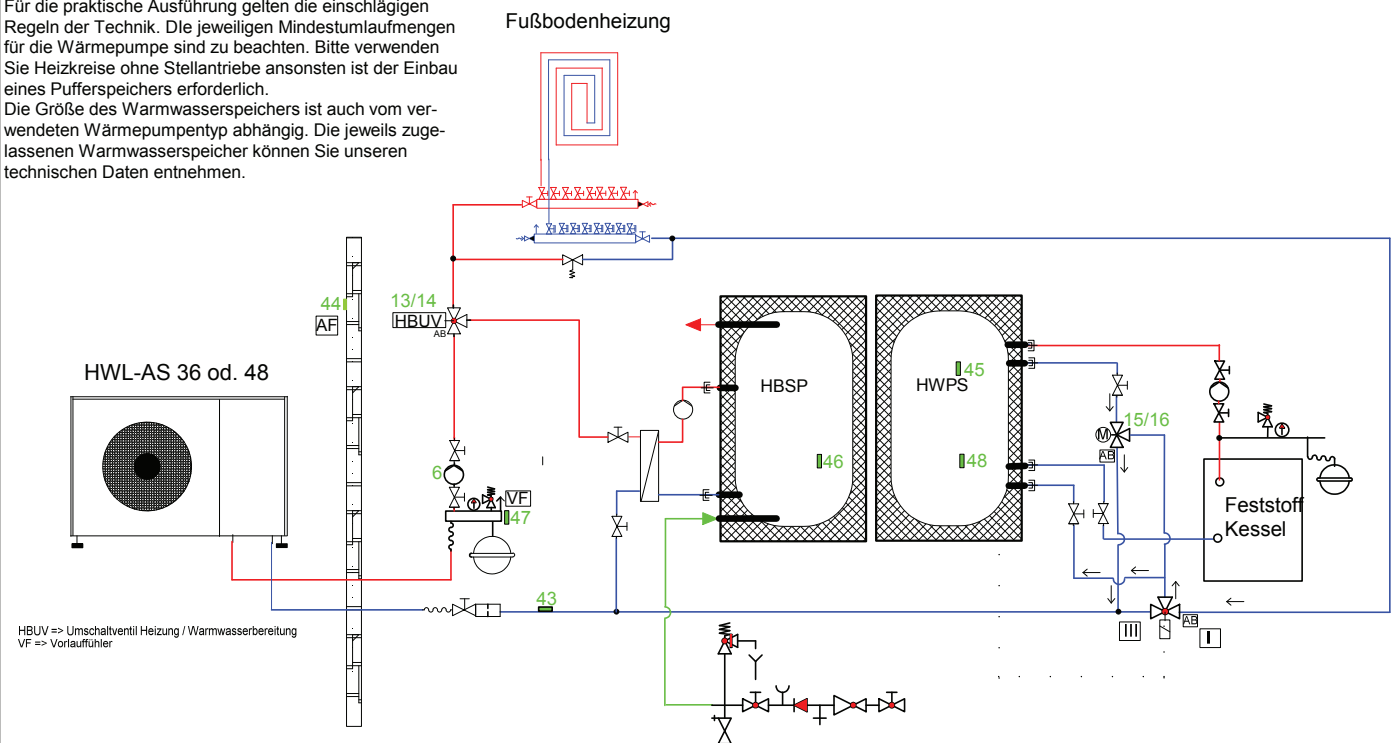 Für die praktische Ausführung gelten die einschlägigen
Regeln der Technik. DIe jeweiligen Mindestumlaufmengen
für die Wärmepumpe sind zu beachten. Bitte verwenden
Sie Heizkreise ohne Stellantriebe ansonsten ist der Einbau
eines Pufferspeichers erforderlich.
Die Größe des Warmwasserspeichers ist auch vom ver-
wendeten Wärmepumpentyp abhängig. Die jeweils zuge-
lassenen Warmwasserspeicher können Sie unseren
technischen Daten entnehmen.
Fußbodenheizung
44
AF
13/14
HBUV
AB
HWL-AS 36 od. 48
HBSP
HWPS
45
15/16
M
AB
46
48
6
VF
47
Feststoff
Kessel
43
HBUV => Umschaltventil Heizung / Warmwasserbereitung
VF => Vorlauffühler
III
AB
I